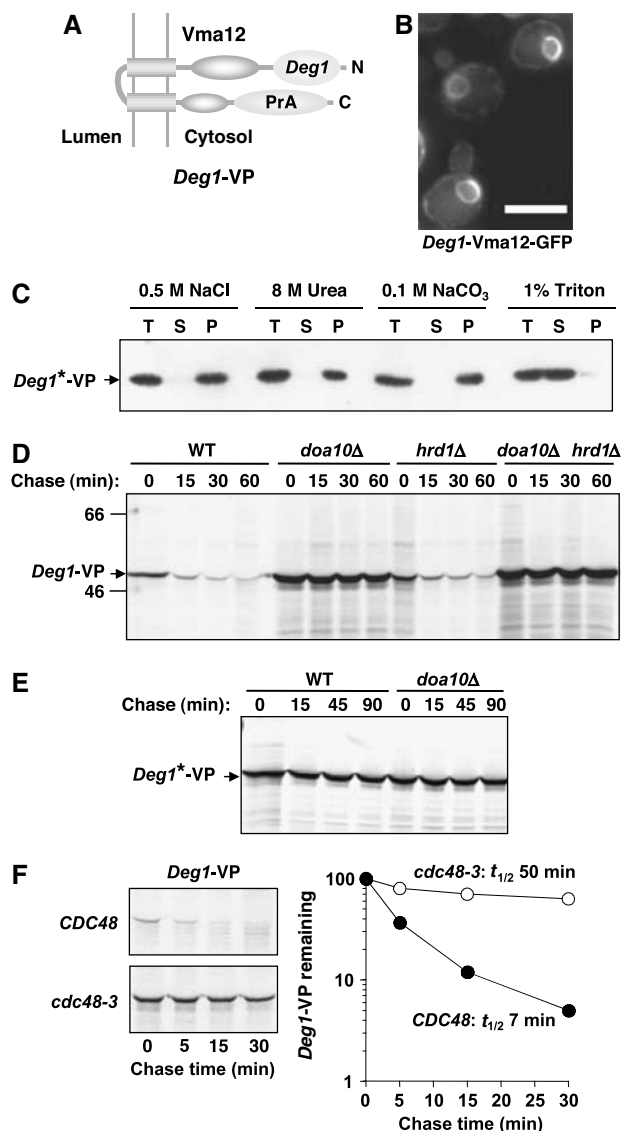 A
Vma12
Deg1 N
PrA C
Lumen Cytosol
Deg1-VP
B
Deg1-Vma12-GFP
C
0.5 M NaCl 8 M Urea 0.1 M NaCO3 1% Triton
T S P T S P T S P T S P
Deg1*-VP
D
WT doa10Δ hrd1Δ doa10Δ hrd1Δ
Chase (min): 0 15 30 60 0 15 30 60 0 15 30 60 0 15 30 60
66
Deg1-VP
46
E
WT doa10Δ
Chase (min): 0 15 45 90 0 15 45 90
Deg1*-VP
F
Deg1-VP
CDC48
cdc48-3
0 5 15 30
Chase time (min)
Deg1-VP remaining
100
10
1
cdc48-3: t1/2 50 min
CDC48: t1/2 7 min
0 5 10 15 20 25 30
Chase time (min)